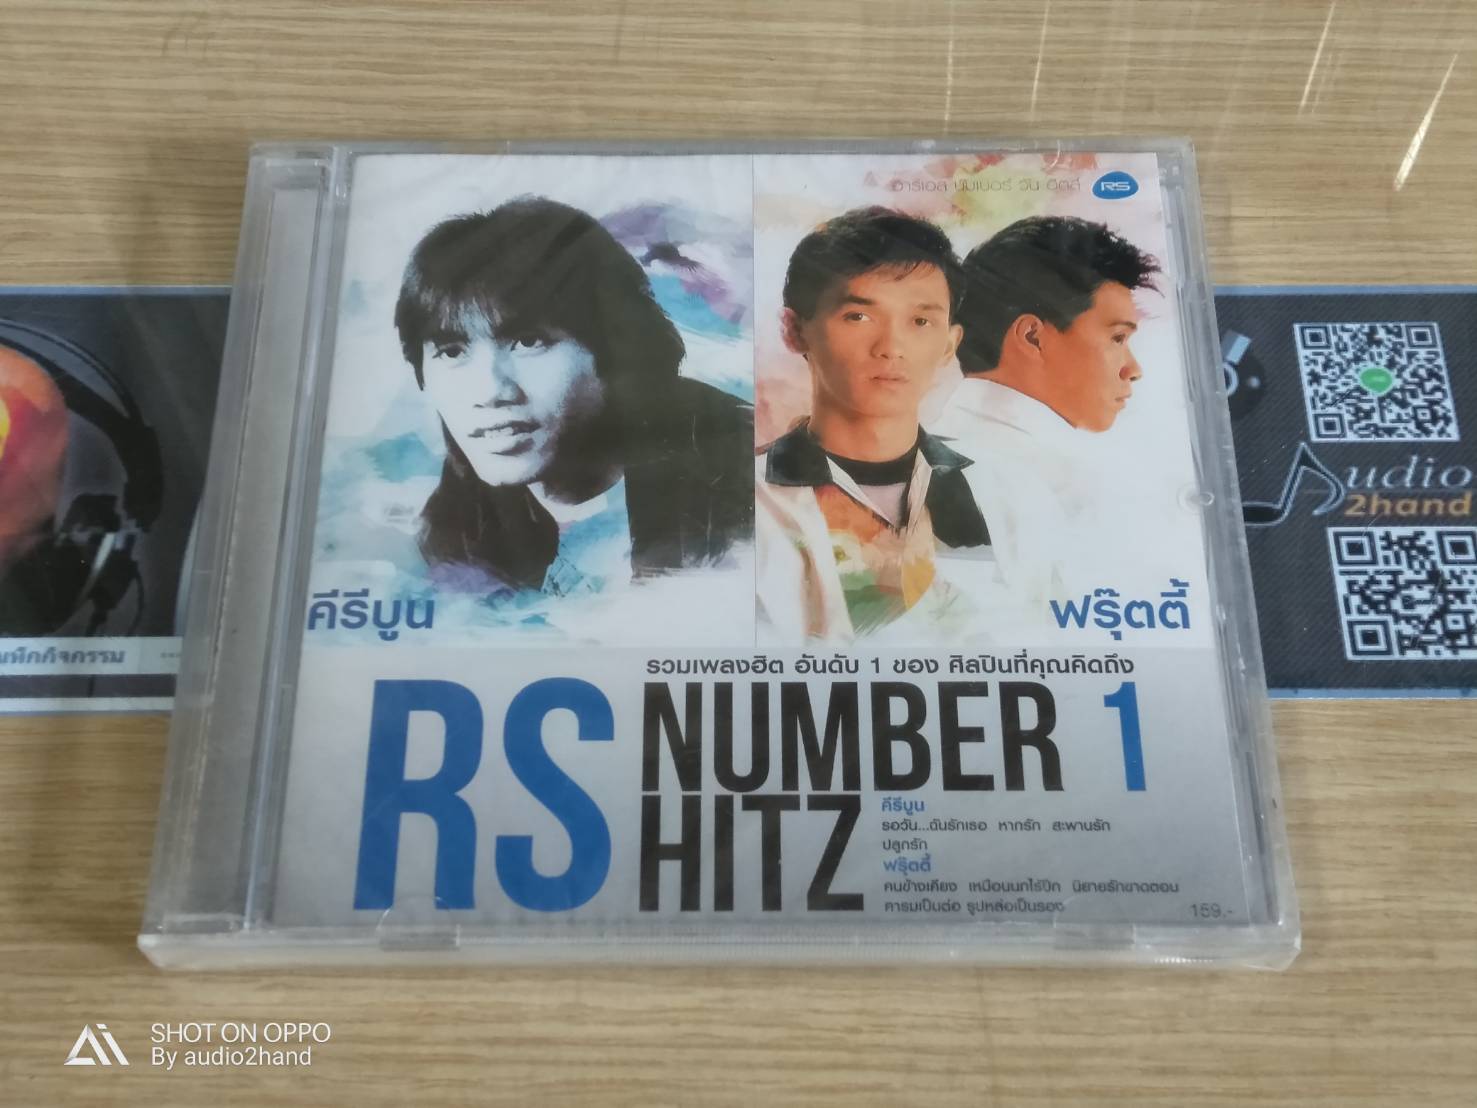 อาร์เอส นัมเบอร์ วัน ฮิตส์
RS
คีรีบูน
ฟรุ๊ตตี้
รวมเพลงฮิต อันดับ 1 ของ ศิลปินที่คุณคิดถึง
RS NUMBER 1
HITZ
คีรีบูน
รอวัน...ฉันรักเธอ หากรัก สะพานรัก
ปลูกรัก
ฟรุ๊ตตี้
คนข้างเคียง เหมือนนกไร้ปีก นิยายรักขาดตอน
คารมเป็นต่อ รูปหล่อเป็นรอง
159.-
Audio
2hand
กิจกรรม
SHOT ON OPPO
By audio2hand